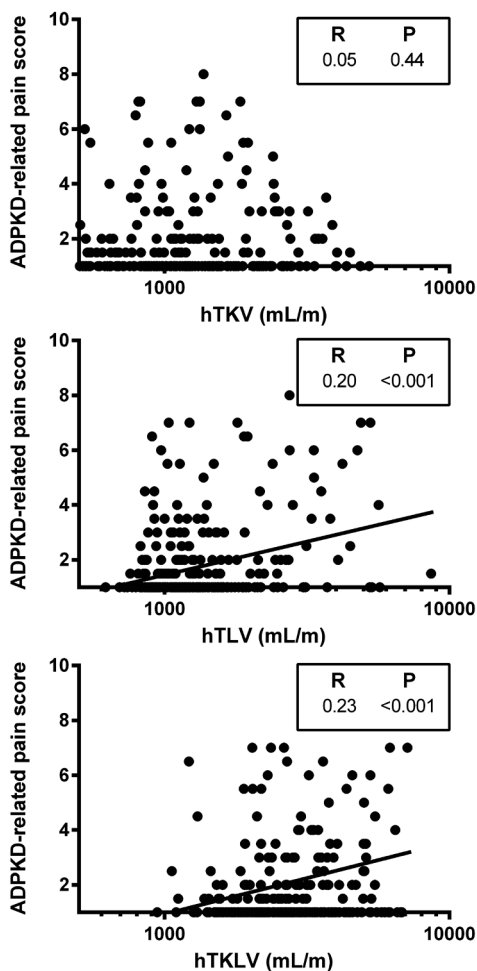 10
8
6
4
2
ADPKD-related pain score
R P
0.05 0.44
1000 10000
hTKV (mL/m)
10
8
6
4
2
ADPKD-related pain score
R P
0.20 <0.001
1000 10000
hTLV (mL/m)
10
8
6
4
2
ADPKD-related pain score
R P
0.23 <0.001
1000 10000
hTKLV (mL/m)